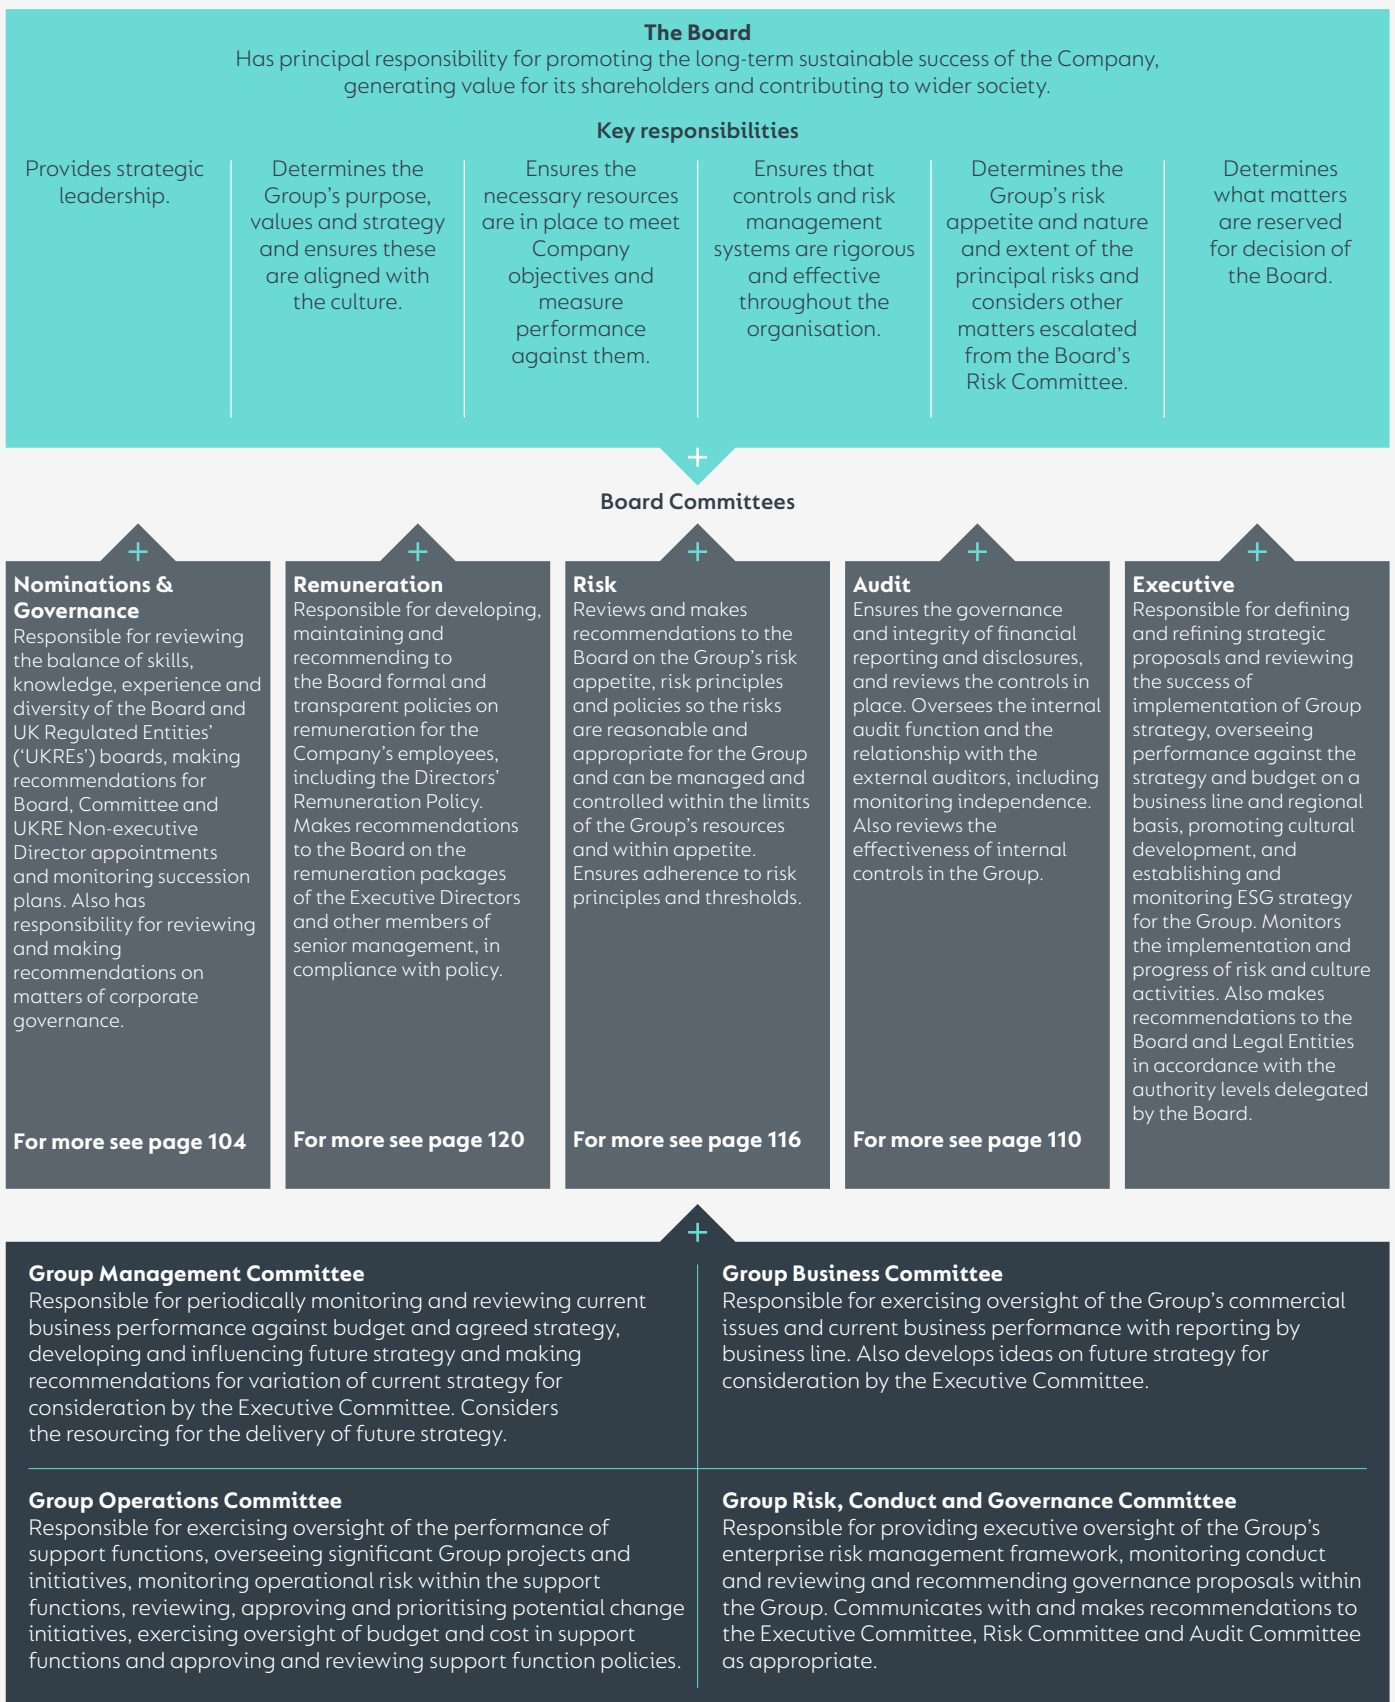 The Board
Has principal responsibility for promoting the long-term sustainable success of the Company,
generating value for its shareholders and contributing to wider society.
Key responsibilities
Provides strategic
leadership.
Determines the
Group’s purpose,
values and strategy
and ensures these
are aligned with
the culture.
Ensures the
necessary resources
are in place to meet
Company
objectives and
measure
performance
against them.
Ensures that
controls and risk
management
systems are rigorous
and effective
throughout the
organisation.
Determines the
Group’s risk
appetite and nature
and extent of the
principal risks and
considers other
matters escalated
from the Board’s
Risk Committee.
Determines
what matters
are reserved
for decision of
the Board.
+
Board Committees
+
Nominations &
Governance
Responsible for reviewing
the balance of skills,
knowledge, experience and
diversity of the Board and
UK Regulated Entities’
(‘UKREs’) boards, making
recommendations for
Board, Committee and
UKRE Non-executive
Director appointments
and monitoring succession
plans. Also has
responsibility for reviewing
and making
recommendations on
matters of corporate
governance.
For more see page 104
+
Remuneration
Responsible for developing,
maintaining and
recommending to
the Board formal and
transparent policies on
remuneration for the
Company’s employees,
including the Directors’
Remuneration Policy.
Makes recommendations
to the Board on the
remuneration packages
of the Executive Directors
and other members of
senior management, in
compliance with policy.
For more see page 120
+
Risk
Reviews and makes
recommendations to the
Board on the Group’s risk
appetite, risk principles
and policies so the risks
are reasonable and
appropriate for the Group
and can be managed and
controlled within the limits
of the Group’s resources
and within appetite.
Ensures adherence to risk
principles and thresholds.
For more see page 116
+
Audit
Ensures the governance
and integrity of financial
reporting and disclosures,
and reviews the controls in
place. Oversees the internal
audit function and the
relationship with the
external auditors, including
monitoring independence.
Also reviews the
effectiveness of internal
controls in the Group.
For more see page 110
+
Executive
Responsible for defining
and refining strategic
proposals and reviewing
the success of
implementation of Group
strategy, overseeing
performance against the
strategy and budget on a
business line and regional
basis, promoting cultural
development, and
establishing and
monitoring ESG strategy
for the Group. Monitors
the implementation and
progress of risk and culture
activities. Also makes
recommendations to the
Board and Legal Entities
in accordance with the
authority levels delegated
by the Board.
+
Group Management Committee
Responsible for periodically monitoring and reviewing current
business performance against budget and agreed strategy,
developing and influencing future strategy and making
recommendations for variation of current strategy for
consideration by the Executive Committee. Considers
the resourcing for the delivery of future strategy.
Group Business Committee
Responsible for exercising oversight of the Group’s commercial
issues and current business performance with reporting by
business line. Also develops ideas on future strategy for
consideration by the Executive Committee.
Group Operations Committee
Responsible for exercising oversight of the performance of
support functions, overseeing significant Group projects and
initiatives, monitoring operational risk within the support
functions, reviewing, approving and prioritising potential change
initiatives, exercising oversight of budget and cost in support
functions and approving and reviewing support function policies.
Group Risk, Conduct and Governance Committee
Responsible for providing executive oversight of the Group’s
enterprise risk management framework, monitoring conduct
and reviewing and recommending governance proposals within
the Group. Communicates with and makes recommendations to
the Executive Committee, Risk Committee and Audit Committee
as appropriate.